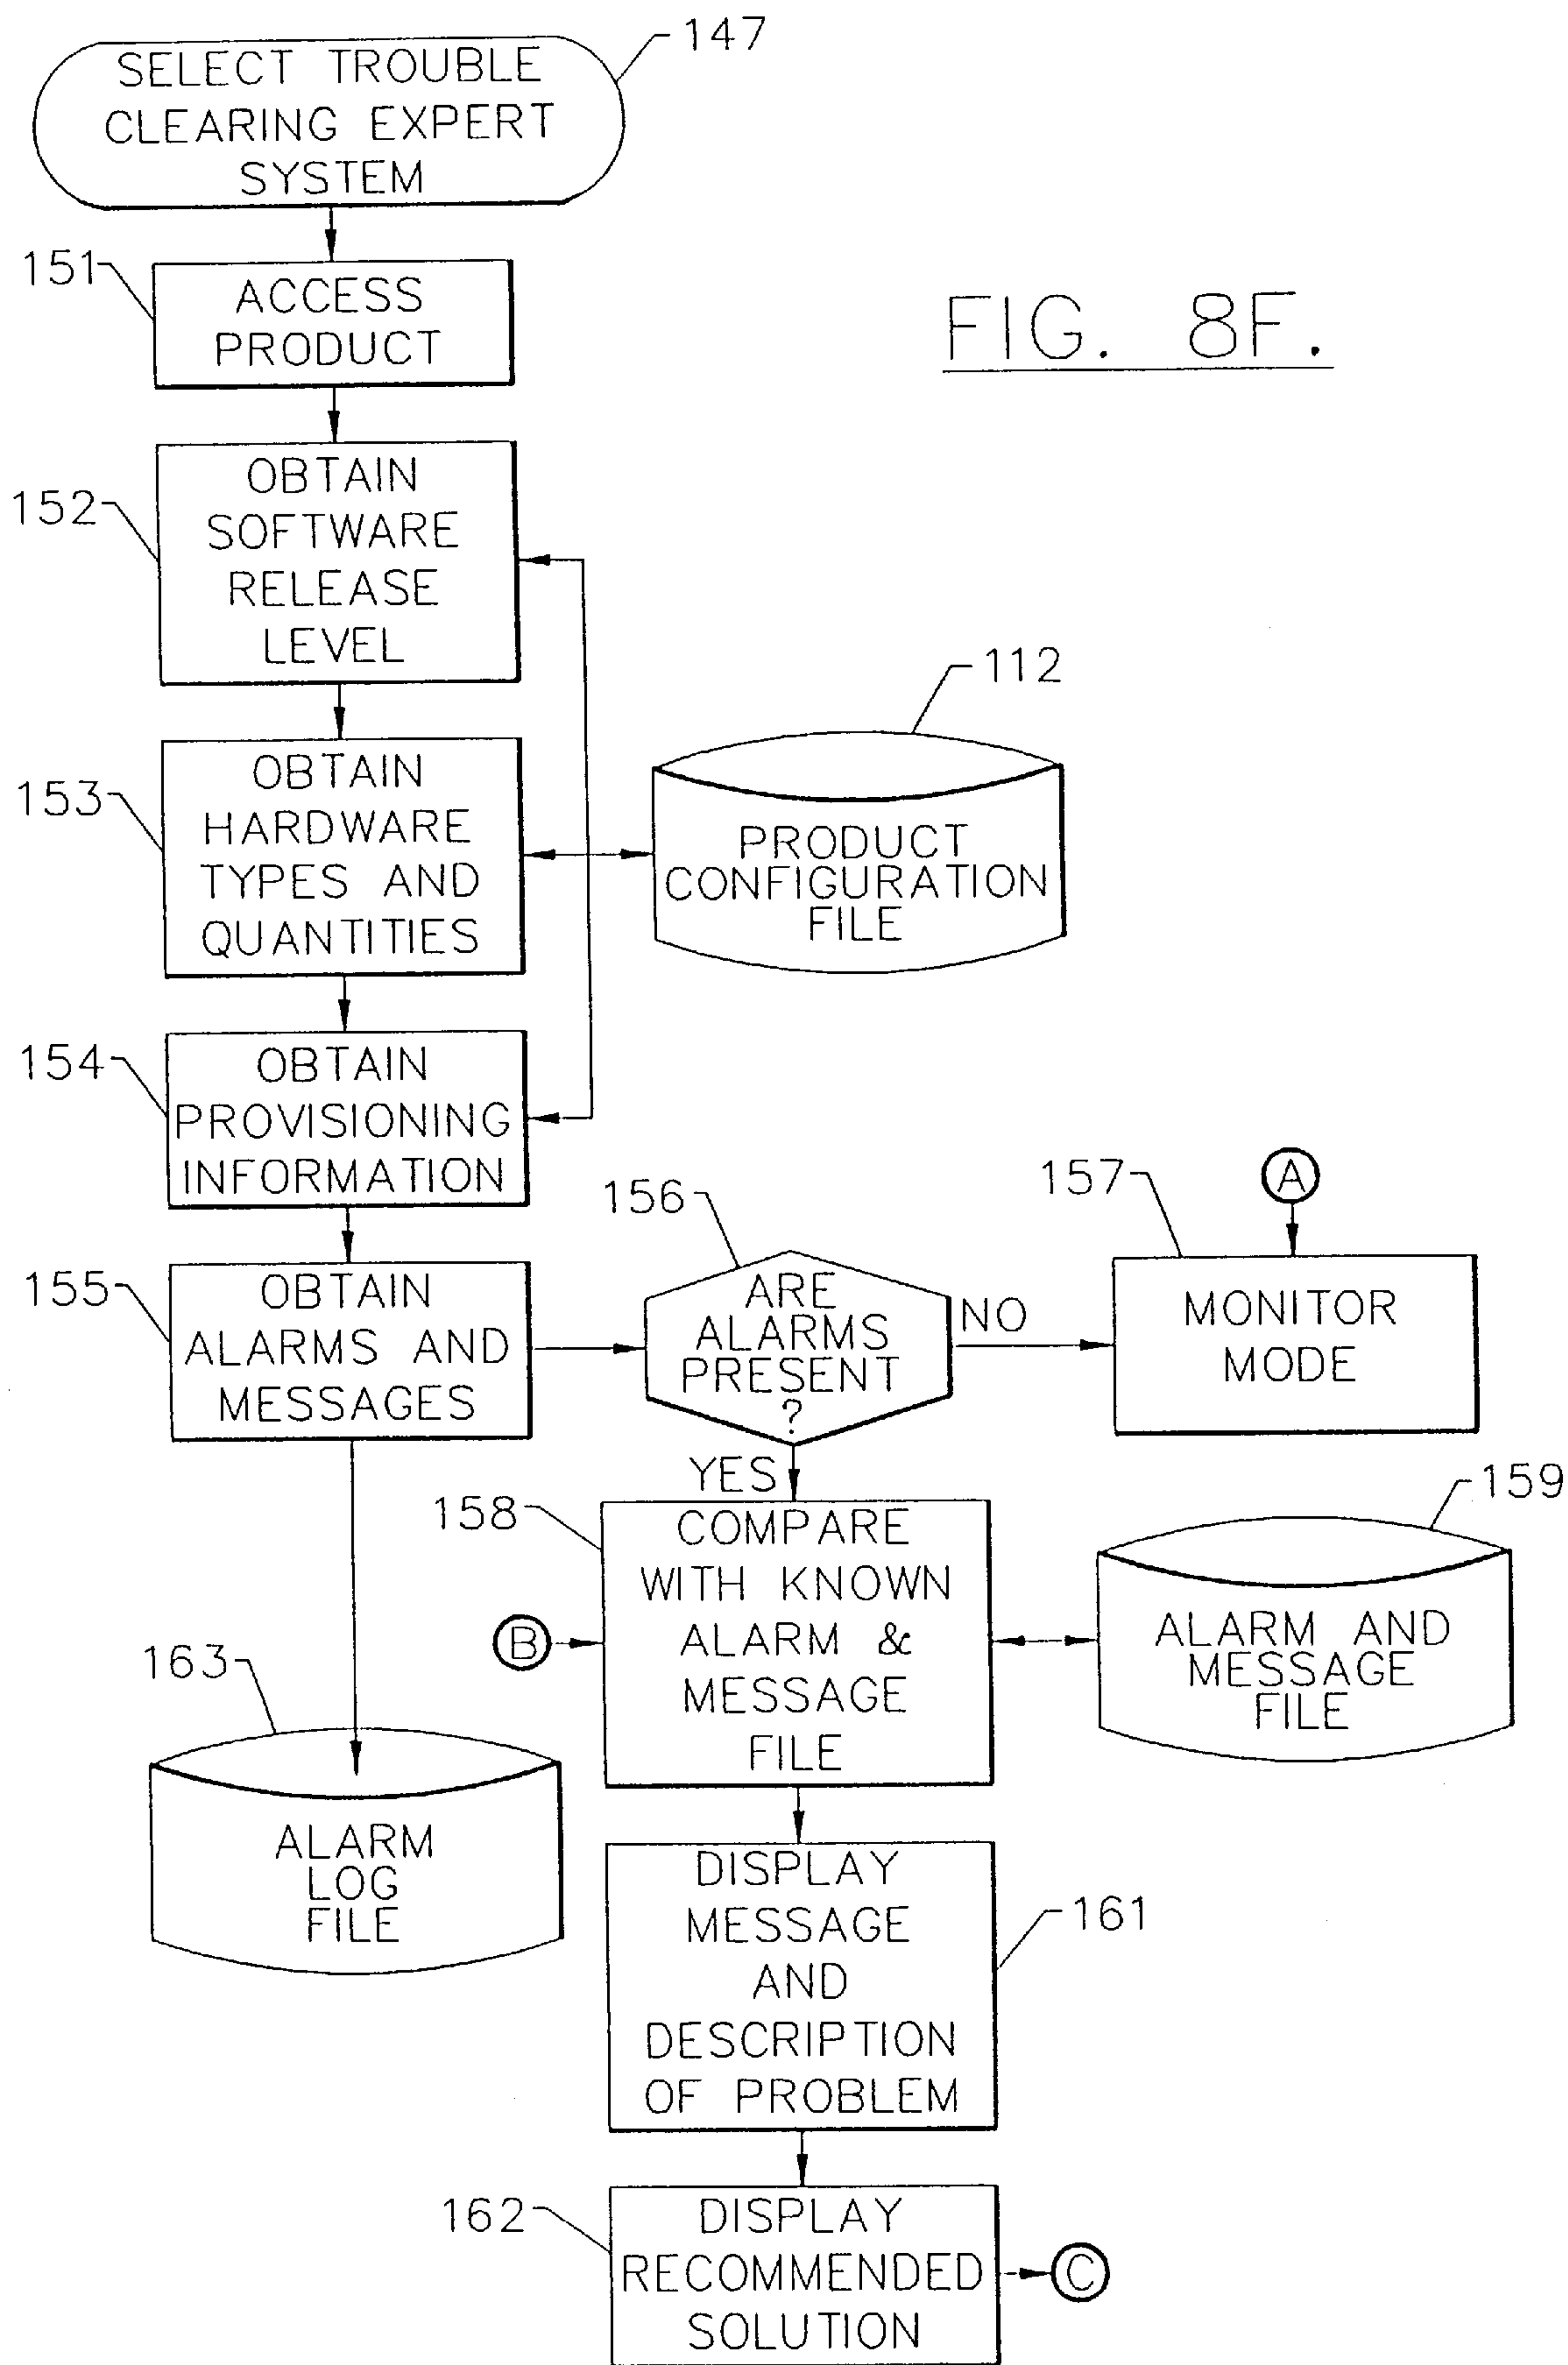 147
SELECT TROUBLE
CLEARING EXPERT
SYSTEM
151
ACCESS
PRODUCT
FIG. 8F.
152
OBTAIN
SOFTWARE
RELEASE
LEVEL
112
153
OBTAIN
HARDWARE
TYPES AND
QUANTITIES
PRODUCT
CONFIGURATION
FILE
154
OBTAIN
PROVISIONING
INFORMATION
155
OBTAIN
ALARMS AND
MESSAGES
156
ARE
ALARMS
PRESENT
?
NO
157
A
MONITOR
MODE
YES
158
COMPARE
WITH KNOWN
ALARM &
MESSAGE
FILE
B
159
ALARM AND
MESSAGE
FILE
163
ALARM
LOG
FILE
DISPLAY
MESSAGE
AND
DESCRIPTION
OF PROBLEM
161
162
DISPLAY
RECOMMENDED
SOLUTION
C